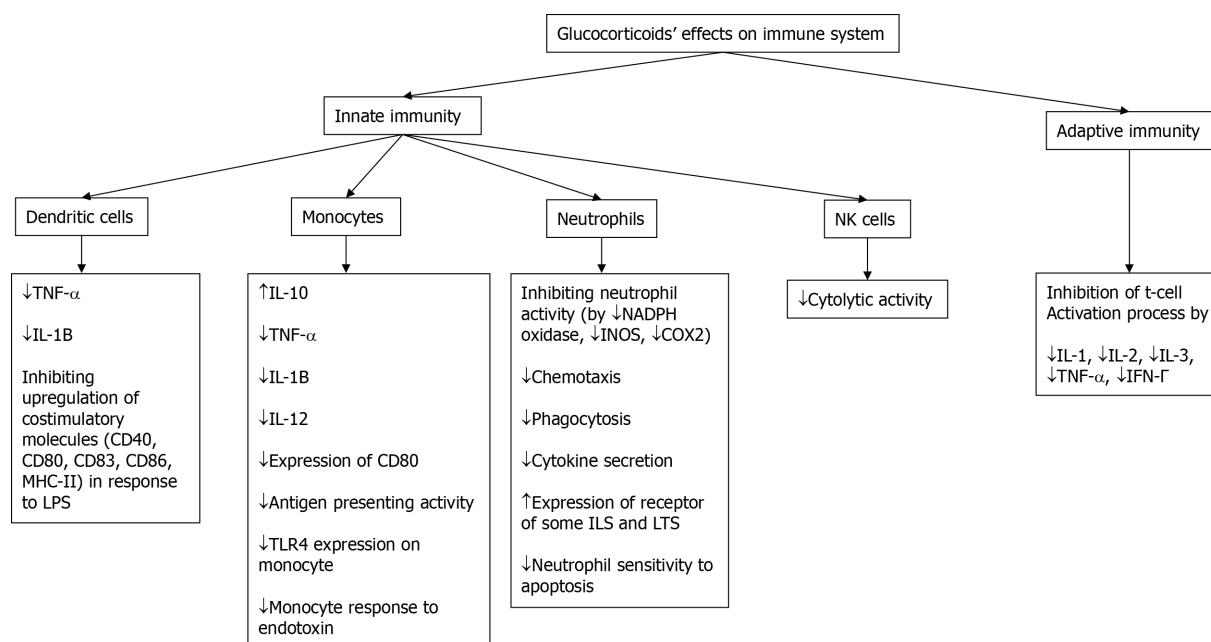 Glucocorticoids’ effects on immune system
Innate immunity
Adaptive immunity
Dendritic cells
Monocytes
Neutrophils
NK cells
↓TNF-α
↓IL-1B
Inhibiting
upregulation of
costimulatory
molecules (CD40,
CD80, CD83, CD86,
MHC-II) in response
to LPS
↑IL-10
↓TNF-α
↓IL-1B
↓IL-12
↓Expression of CD80
↓Antigen presenting activity
↓TLR4 expression on
monocyte
↓Monocyte response to
endotoxin
Inhibiting neutrophil
activity (by ↓NADPH
oxidase, ↓INOS, ↓COX2)
↓Chemotaxis
↓Phagocytosis
↓Cytokine secretion
↑Expression of receptor
of some ILS and LTS
↓Neutrophil sensitivity to
apoptosis
↓Cytolytic activity
Inhibition of t-cell
Activation process by
↓IL-1, ↓IL-2, ↓IL-3,
↓TNF-α, ↓IFN-Γ